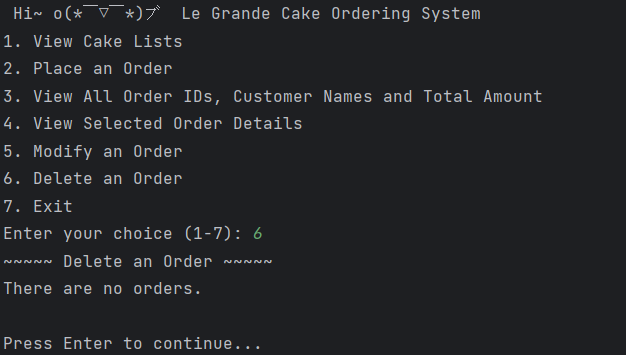 Hi~ o(*￣▽￣*)ブ  Le Grande Cake Ordering System
1. View Cake Lists
2. Place an Order
3. View All Order IDs, Customer Names and Total Amount
4. View Selected Order Details
5. Modify an Order
6. Delete an Order
7. Exit
Enter your choice (1-7): 6
~~~~~ Delete an Order ~~~~~
There are no orders.
Press Enter to continue...